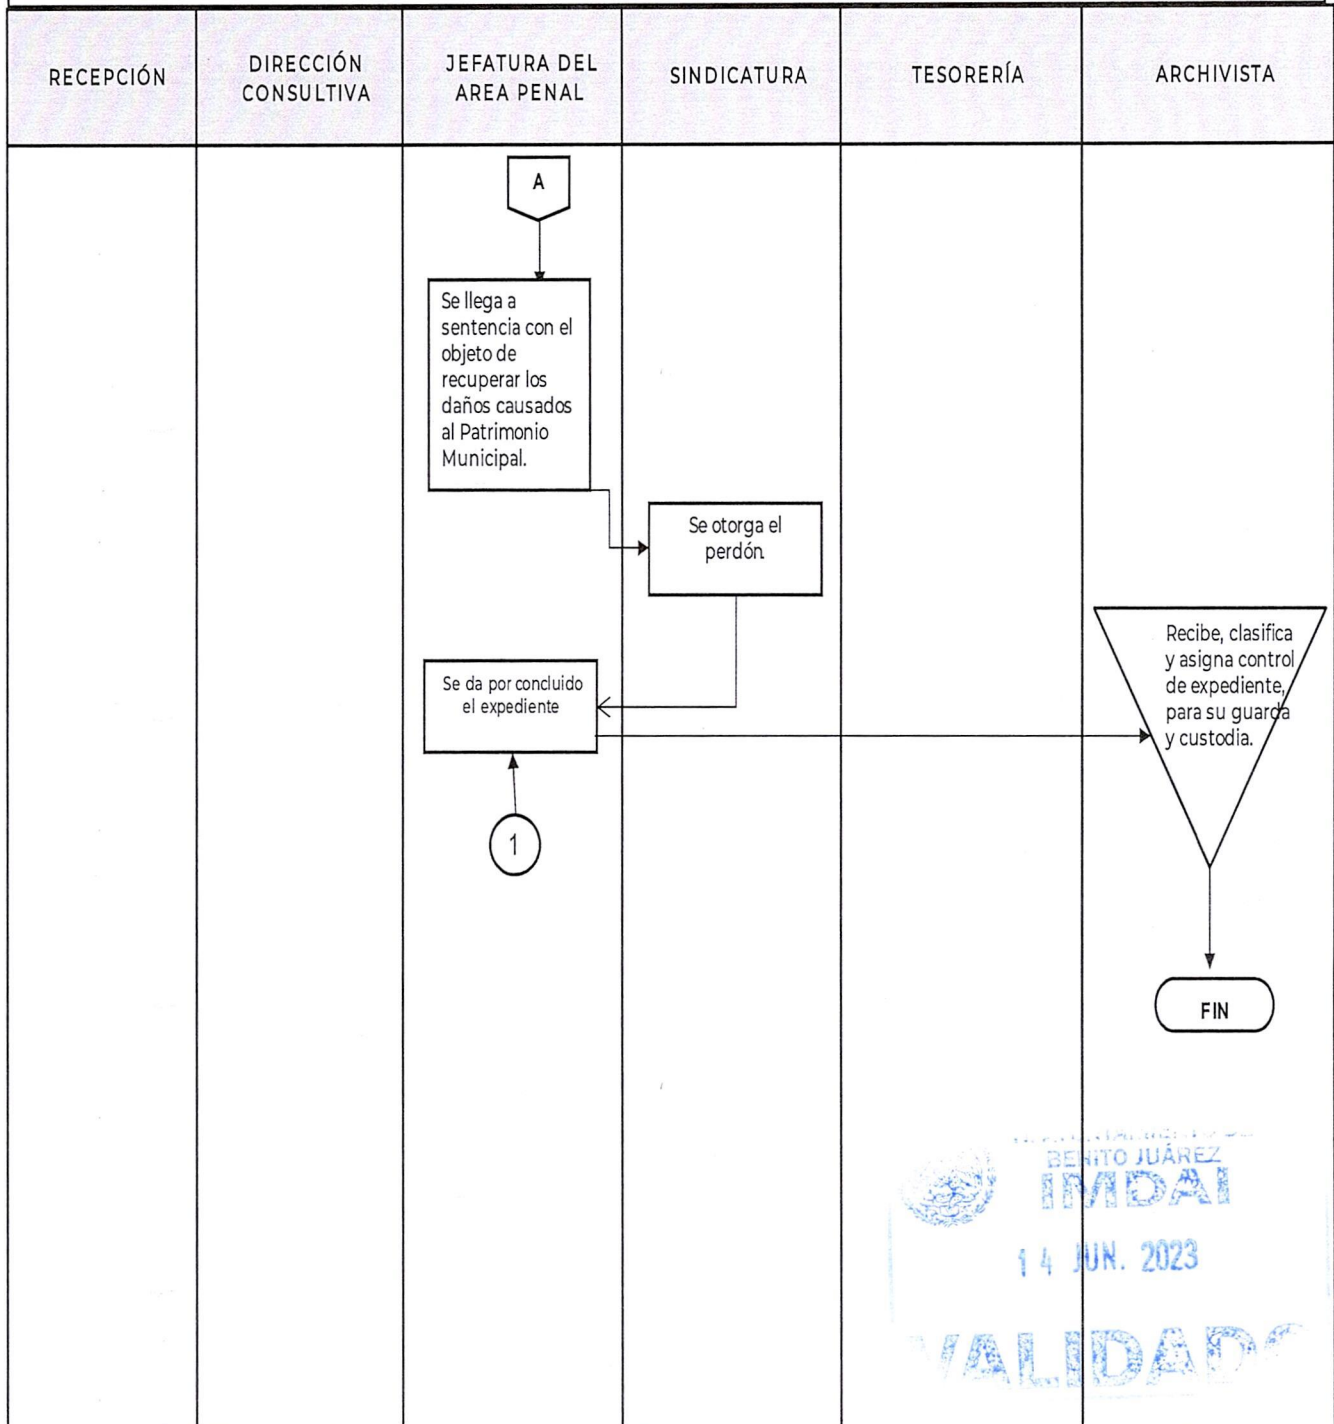 RECEPCIÓN
DIRECCIÓN
CONSULTIVA
JEFATURA DEL
AREA PENAL
SINDICATURA
TESORERÍA
ARCHIVISTA
A
Se llega a
sentencia con el
objeto de
recuperar los
daños causados
al Patrimonio
Municipal.
Se otorga el
perdón.
Se da por concluido
el expediente
1
Recibe, clasifica
y asigna control
de expediente,
para su guarda
y custodia.
FIN
BENITO JUÁREZ
IMDAI
14 JUN. 2023
VALIDADO